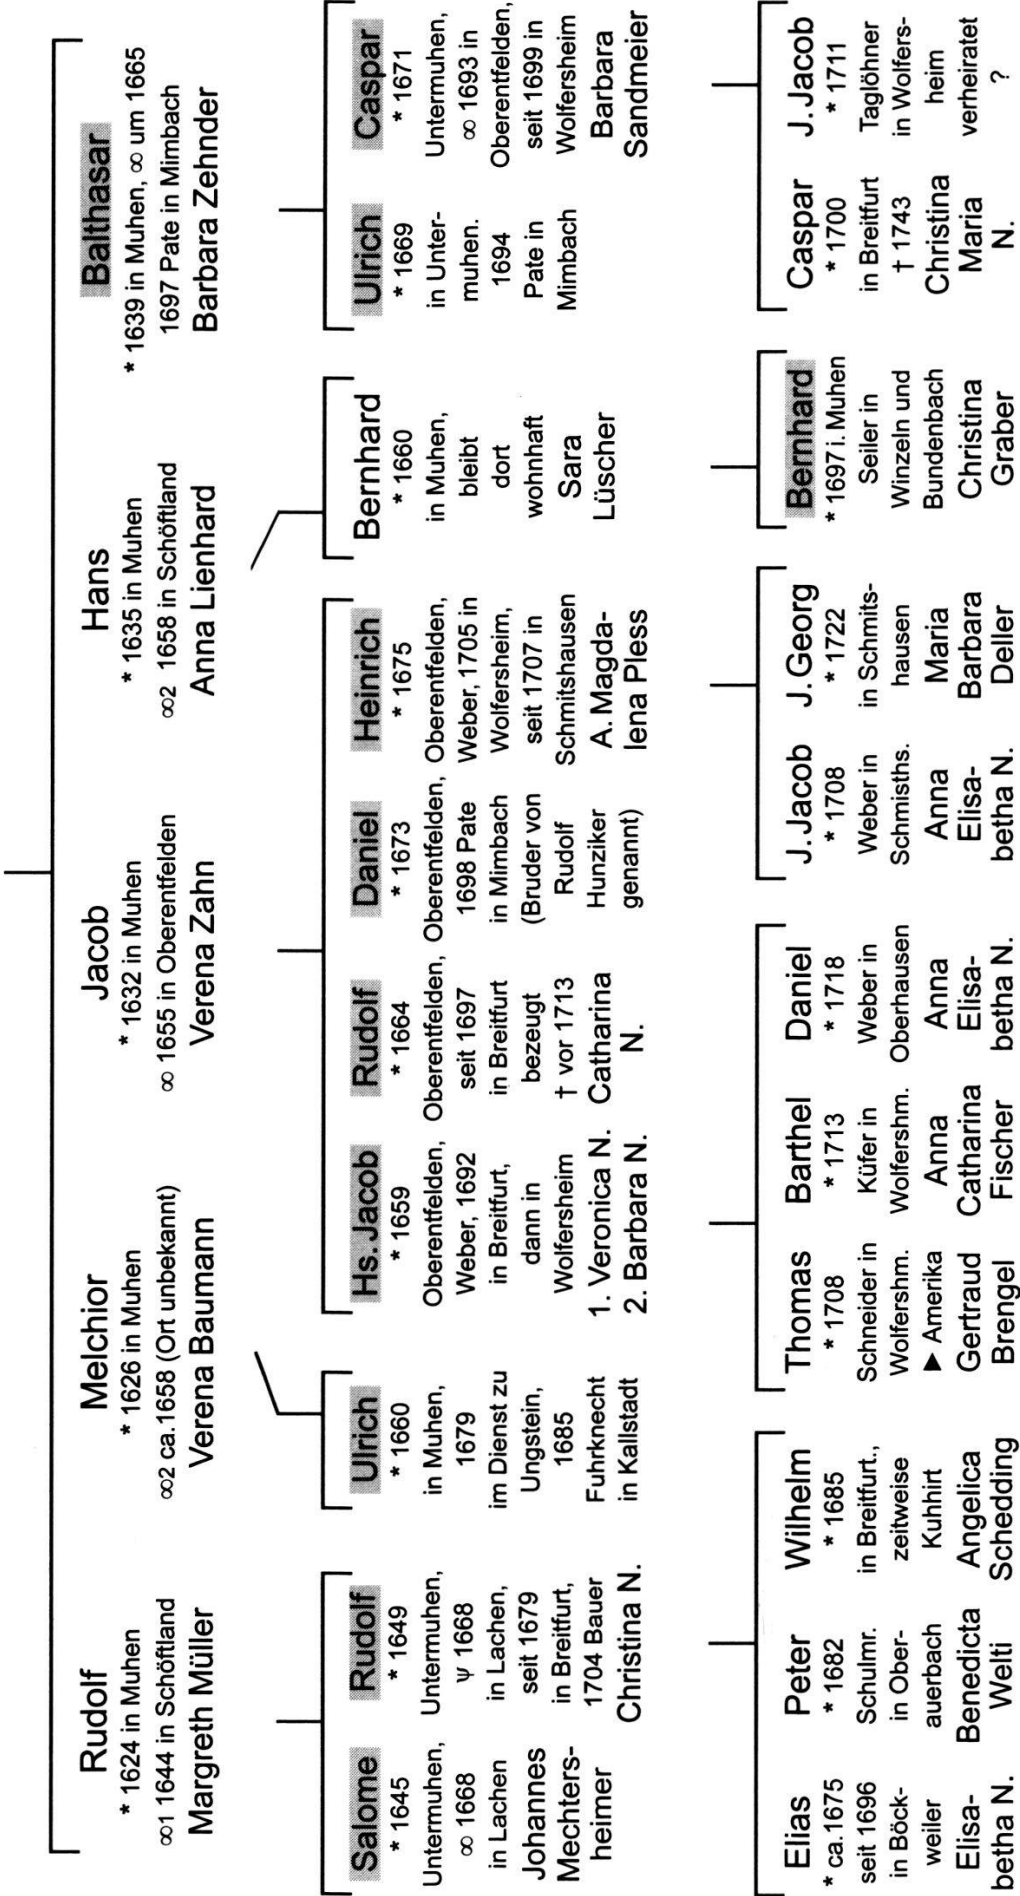 Rudolf
* 1624 in Muhen
∞1 1644 in Schöftland
Margreth Müller
Melchior
* 1626 in Muhen
∞2 ca.1658 (Ort unbekannt)
Verena Baumann
Jacob
* 1632 in Muhen
∞ 1655 in Oberentfelden
Verena Zahn
Hans
* 1635 in Muhen
∞2 1658 in Schöftland
Anna Lienhard
Balthasar
* 1639 in Muhen, ∞ um 1665
1697 Pate in Mimbach
Barbara Zehnder
Salome
* 1645
Untermuhen,
∞ 1668
in Lachen
Johannes
Mechters-
heimer
Rudolf
* 1649
Untermuhen,
ψ 1668
in Lachen,
seit 1679
in Breitfurt,
1704 Bauer
Christina N.
Ulrich
* 1660
in Muhen,
1679
im Dienst zu
Ungstein,
1685
Fuhrknecht
in Kallstadt
Hs. Jacob
* 1659
Oberentfelden,
Weber, 1692
in Breitfurt,
dann in
Wolfersheim
1. Veronica N.
2. Barbara N.
Rudolf
* 1664
Oberentfelden,
seit 1697
in Breitfurt
bezeugt
† vor 1713
Catharina
N.
Daniel
* 1673
Oberentfelden,
1698 Pate
in Mimbach
(Bruder von
Rudolf
Hunziker
genannt)
Heinrich
* 1675
Oberentfelden,
Weber, 1705 in
Wolfersheim,
seit 1707 in
Schmitshausen
A. Magda-
lena Pless
Bernhard
* 1660
in Muhen,
bleibt
dort
wohnhaft
Sara
Lüscher
Ulrich
* 1669
in Unter-
muhen.
1694
Pate in
Mimbach
Caspar
* 1671
Untermuhen,
∞ 1693 in
Oberentfelden,
seit 1699 in
Wolfersheim
Barbara
Sandmeier
Elias
* ca.1675
seit 1696
in Böck-
weiler
Elisa-
betha N.
Peter
* 1682
Schulmr.
in Ober-
auerbach
Benedicta
Welti
Wilhelm
* 1685
in Breitfurt.,
zeitweise
Kuhhirt
Angelica
Schedding
Thomas
* 1708
Schneider in
Wolfershm.
► Amerika
Gertraud
Brengel
Barthel
* 1713
Küfer in
Wolfershm.
Anna
Catharina
Fischer
Daniel
* 1718
Weber in
Oberhausen
Anna
Elisa-
betha N.
J. Jacob
* 1708
Weber in
Schmisths.
Anna
Elisa-
betha N.
J. Georg
* 1722
in Schmits-
hausen
Maria
Barbara
Deller
Bernhard
* 1697 i. Muhen
Seiler in
Winzeln und
Bundenbach
Christina
Graber
Caspar
* 1700
in Breitfurt
† 1743
Christina
Maria
N.
J. Jacob
* 1711
Taglöhner
in Wolfers-
heim
verheiratet
?